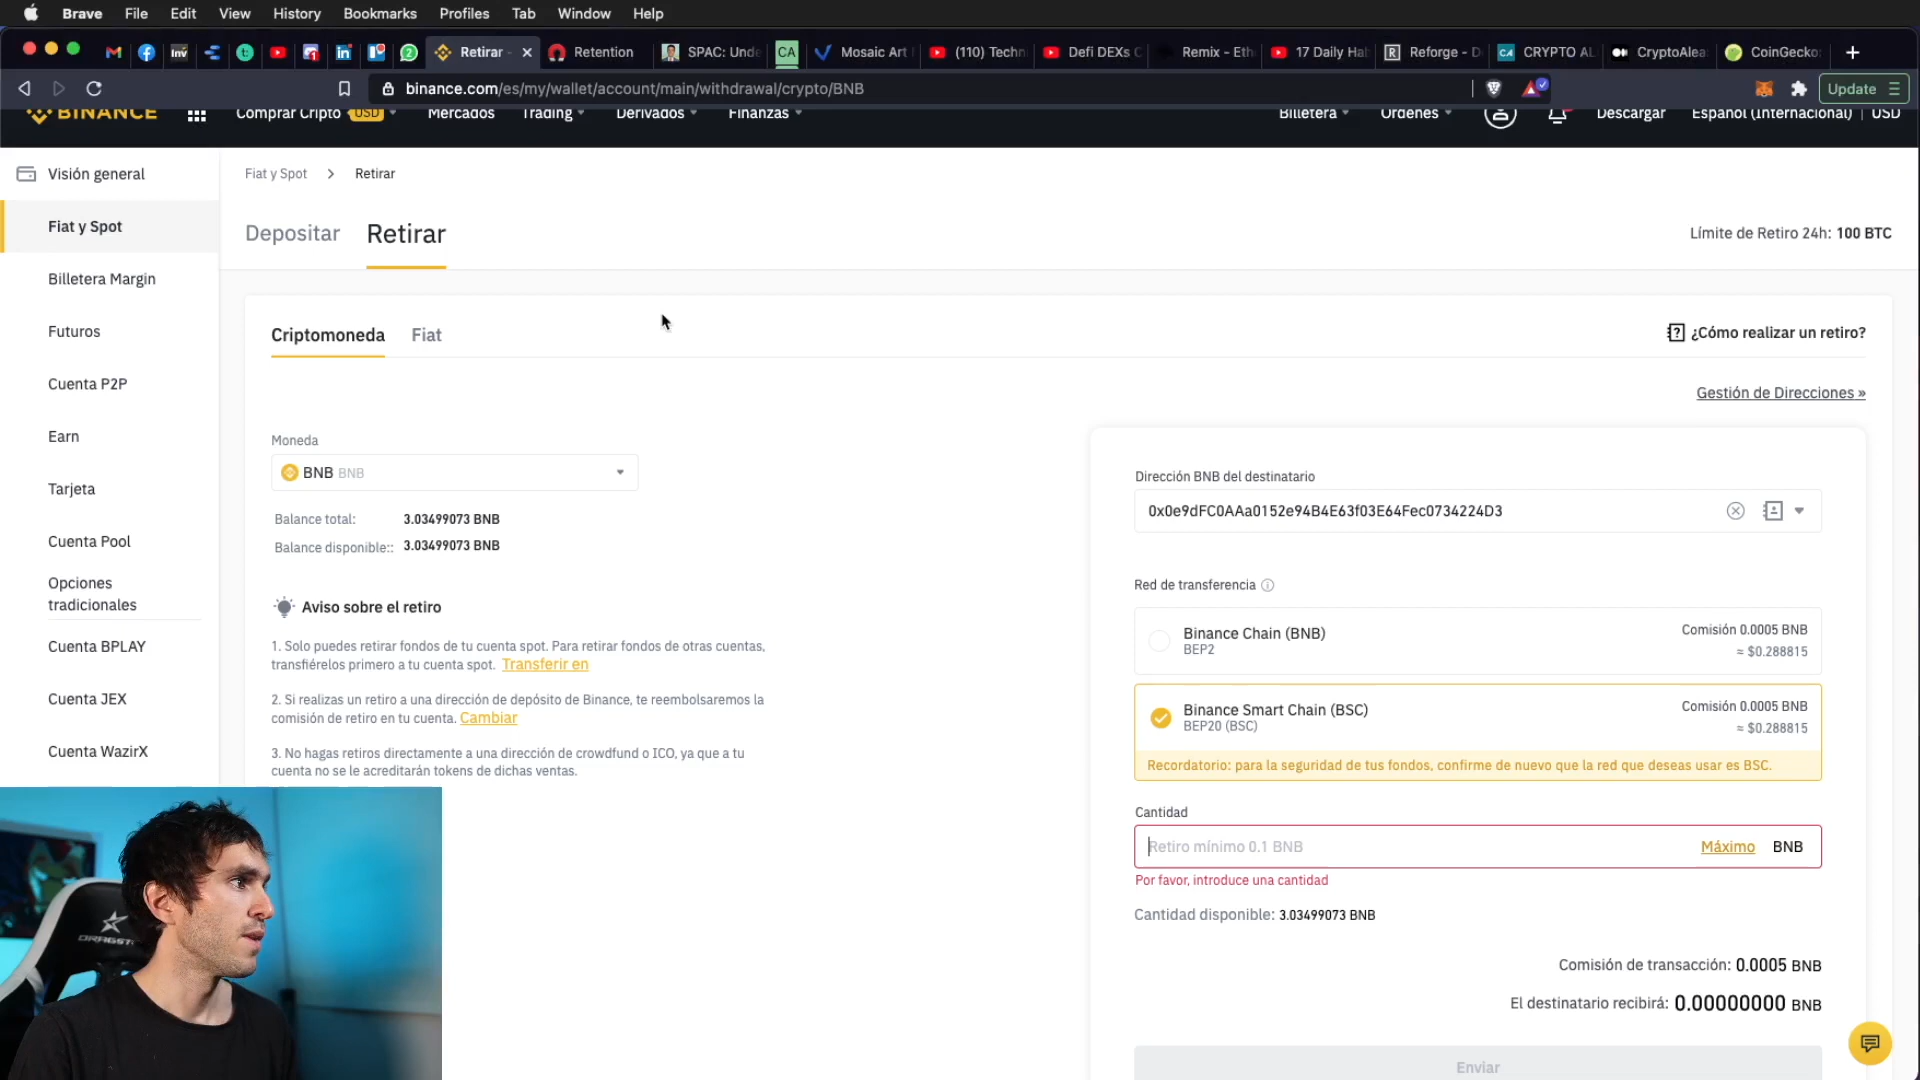 Brave File Edit View History Bookmarks Profiles Tab Window Help
Inv
Retirar -
Retention
SPAC: Unde
CA
Mosaic Art
(110) Techn
Defi DEXs C
Remix - Eth
17 Daily Hab
Reforge - D
CRYPTO AL
CryptoAlea
CoinGecko
binance.com/es/my/wallet/account/main/withdrawal/crypto/BNB
Update
BINANCE Comprar Cripto USD Mercados Trading Derivados Finanzas Billetera Órdenes Descargar Español (Internacional) USD
Visión general
Fiat y Spot
Billetera Margin
Futuros
Cuenta P2P
Earn
Tarjeta
Cuenta Pool
Opciones
tradicionales
Cuenta BPLAY
Cuenta JEX
Cuenta WazirX
Fiat y Spot > Retirar
Depositar Retirar
Límite de Retiro 24h: 100 BTC
Criptomoneda Fiat
¿Cómo realizar un retiro?
Gestión de Direcciones »
Moneda
BNB BNB
Balance total: 3.03499073 BNB
Balance disponible:: 3.03499073 BNB
Aviso sobre el retiro
1. Solo puedes retirar fondos de tu cuenta spot. Para retirar fondos de otras cuentas,
transfiérelos primero a tu cuenta spot. Transferir en
2. Si realizas un retiro a una dirección de depósito de Binance, te reembolsaremos la
comisión de retiro en tu cuenta. Cambiar
3. No hagas retiros directamente a una dirección de crowdfund o ICO, ya que a tu
cuenta no se le acreditarán tokens de dichas ventas.
Dirección BNB del destinatario
0x0e9dFC0AAa0152e94B4E63f03E64Fec0734224D3
Red de transferencia
Binance Chain (BNB)
BEP2
Comisión 0.0005 BNB
≈ $0.288815
Binance Smart Chain (BSC)
BEP20 (BSC)
Comisión 0.0005 BNB
≈ $0.288815
Recordatorio: para la seguridad de tus fondos, confirme de nuevo que la red que deseas usar es BSC.
Cantidad
Retiro mínimo 0.1 BNB Máximo BNB
Por favor, introduce una cantidad
Cantidad disponible: 3.03499073 BNB
Comisión de transacción: 0.0005 BNB
El destinatario recibirá: 0.00000000 BNB
Enviar